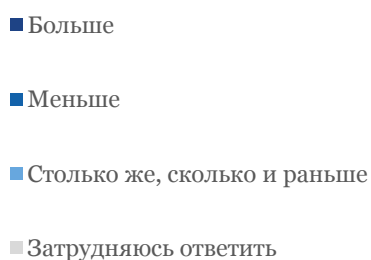 Больше
Меньше
Столько же, сколько и раньше
Затрудняюсь ответить